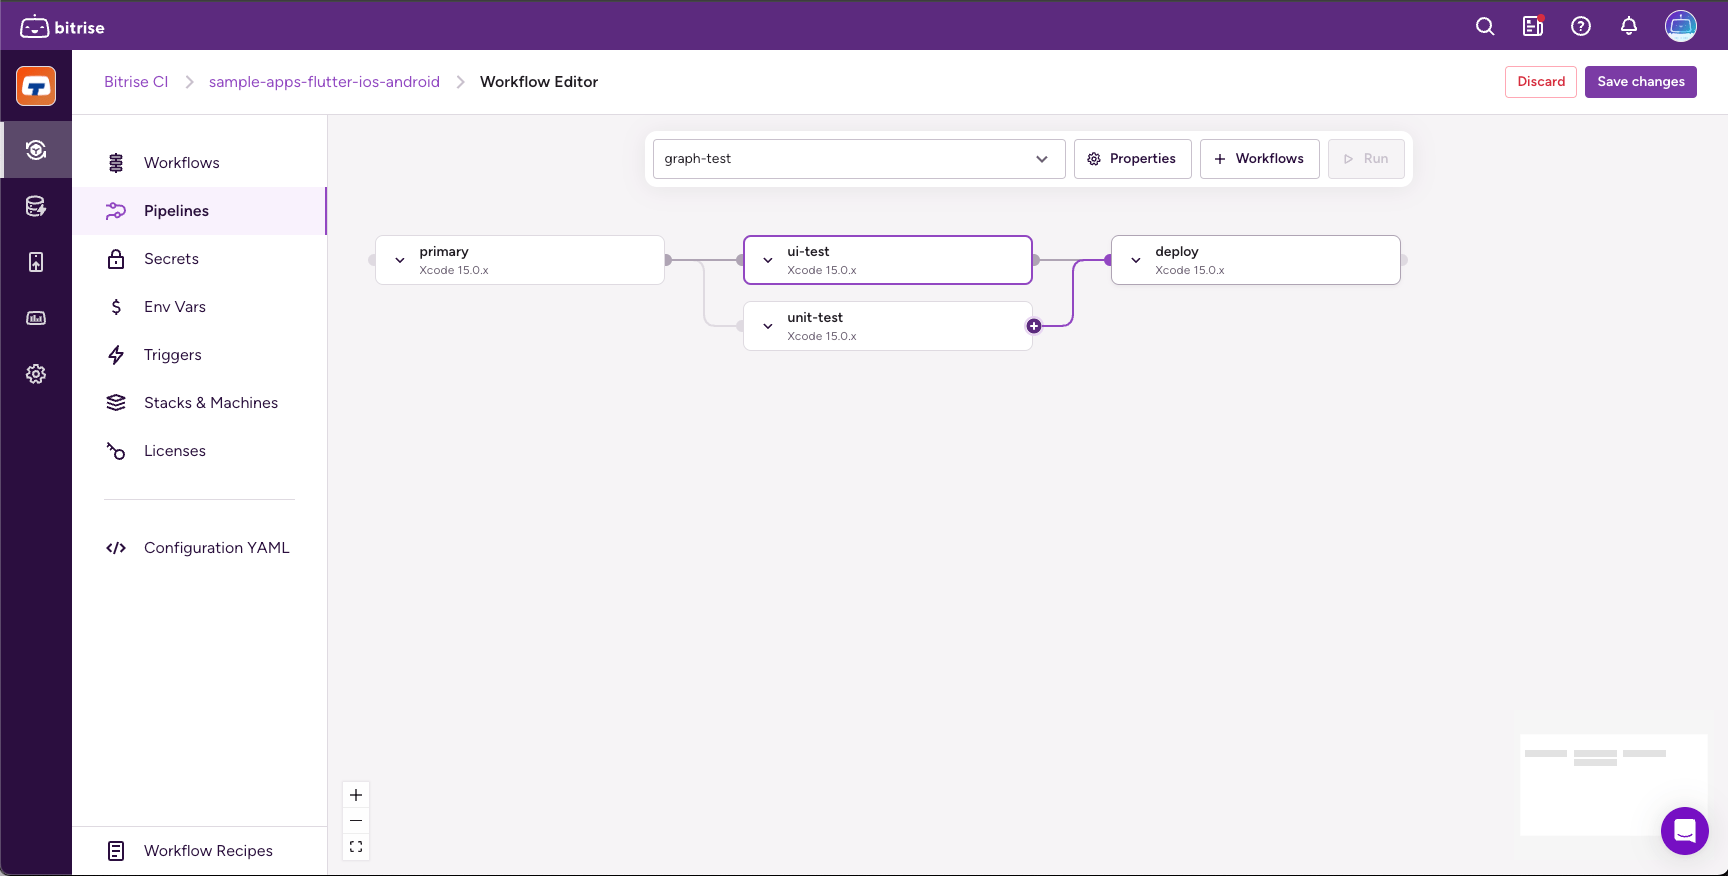 bitrise
Bitrise CI
sample-apps-flutter-ios-android
Workflow Editor
Discard
Save changes
Workflows
Pipelines
Secrets
Env Vars
Triggers
Stacks & Machines
Licenses
Configuration YAML
Workflow Recipes
graph-test
Properties
Workflows
Run
primary
Xcode 15.0.x
ui-test
Xcode 15.0.x
deploy
Xcode 15.0.x
unit-test
Xcode 15.0.x